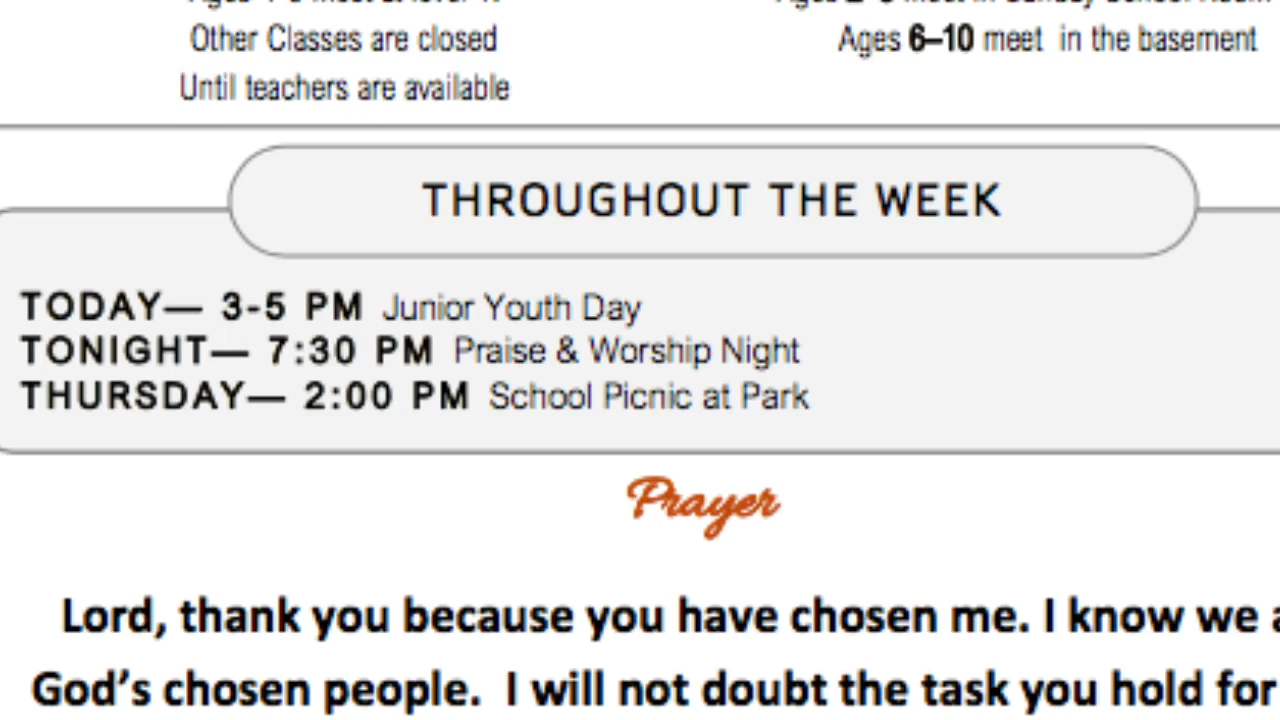 Other Classes are closed
Until teachers are available
Ages 6–10 meet in the basement
THROUGHOUT THE WEEK
TODAY— 3-5 PM Junior Youth Day
TONIGHT— 7:30 PM Praise & Worship Night
THURSDAY— 2:00 PM School Picnic at Park
Prayer
Lord, thank you because you have chosen me. I know we
God’s chosen people. I will not doubt the task you hold for